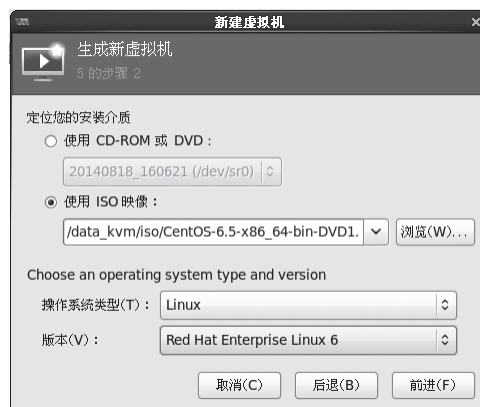 新建虚拟机
生成新虚拟机
5 的步骤 2
定位您的安装介质
使用 CD-ROM 或 DVD：
20140818_160621 (/dev/sr0)
使用 ISO 映像：
/data_kvm/iso/CentOS-6.5-x86_64-bin-DVD1. 浏览(W)...
Choose an operating system type and version
操作系统类型(T)： Linux
版本(V)： Red Hat Enterprise Linux 6
取消(C) 后退(B) 前进(F)